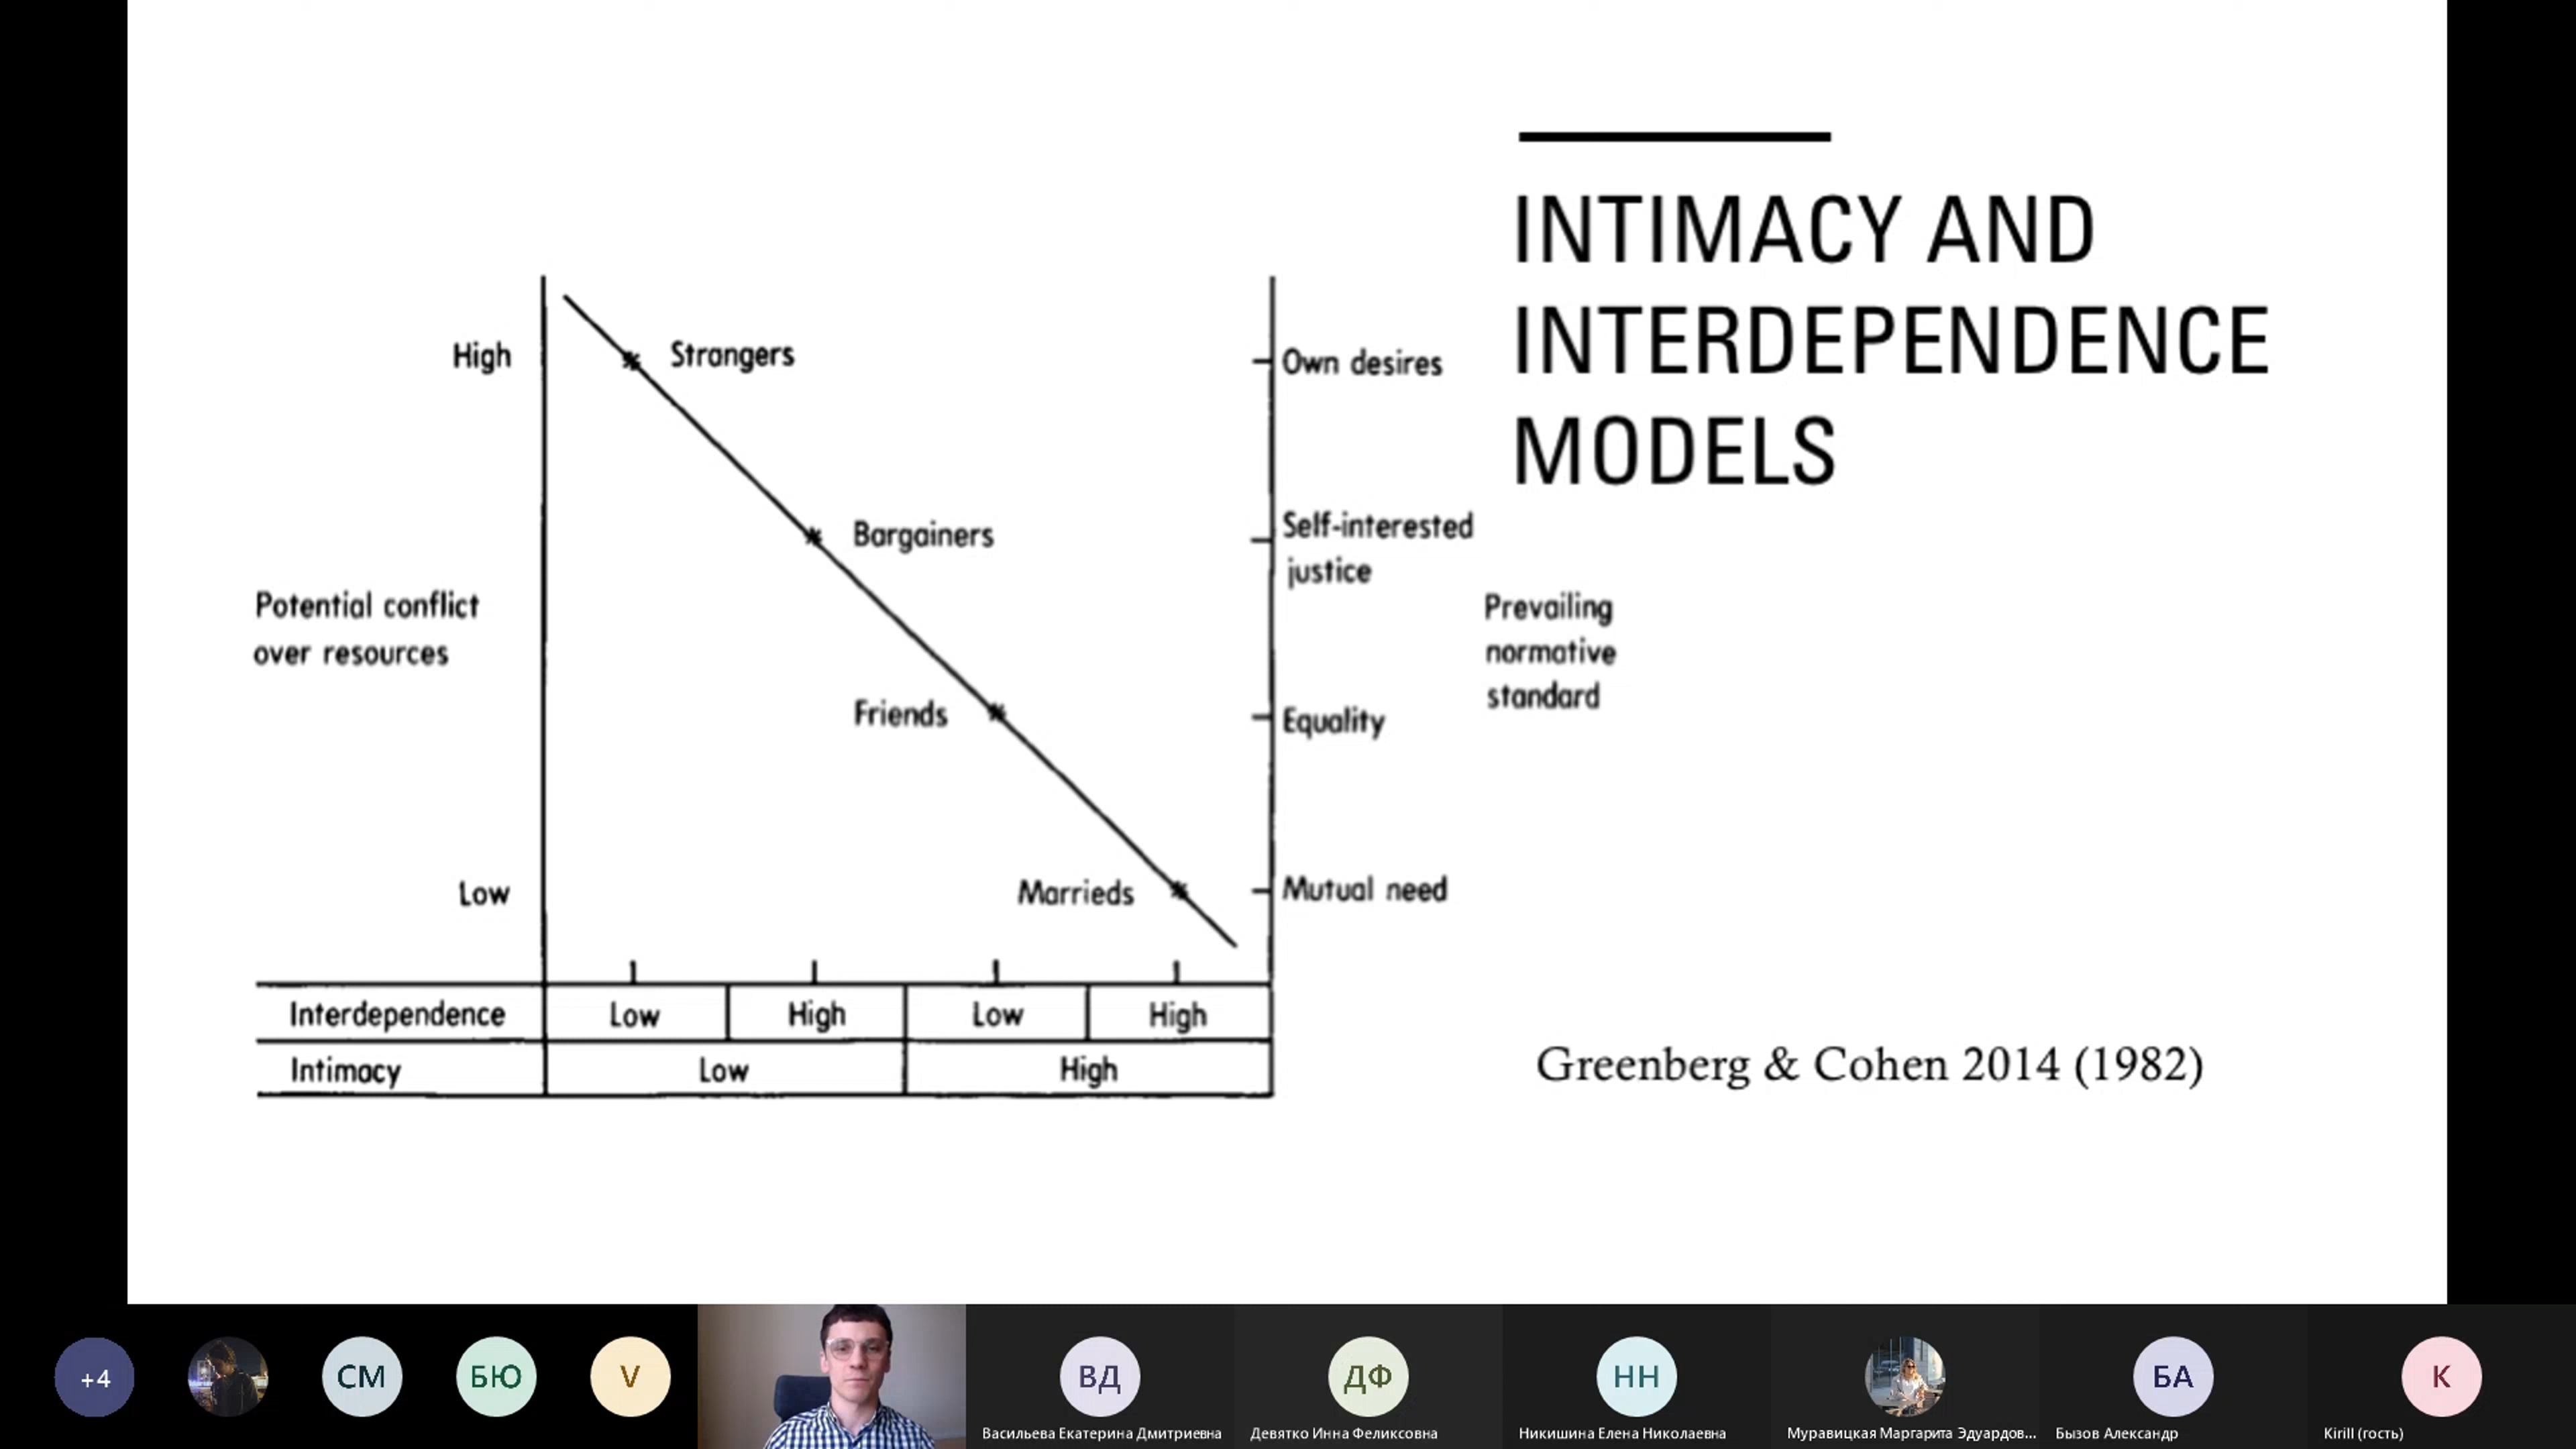 INTIMACY AND
INTERDEPENDENCE
MODELS
High
Strangers
Own desires
Bargainers
Self-interested
justice
Potential conflict
over resources
Prevailing
normative
standard
Friends
Equality
Low
Marrieds
Mutual need
Interdependence Low High Low High
Intimacy Low High
Greenberg & Cohen 2014 (1982)
+4
СМ
БЮ
V
ВД
ДФ
НН
БА
K
Васильева Екатерина Дмитриевна
Девятко Инна Феликсовна
Никишина Елена Николаевна
Муравицкая Маргарита Эдуардов...
Бызов Александр
Kirill (гость)